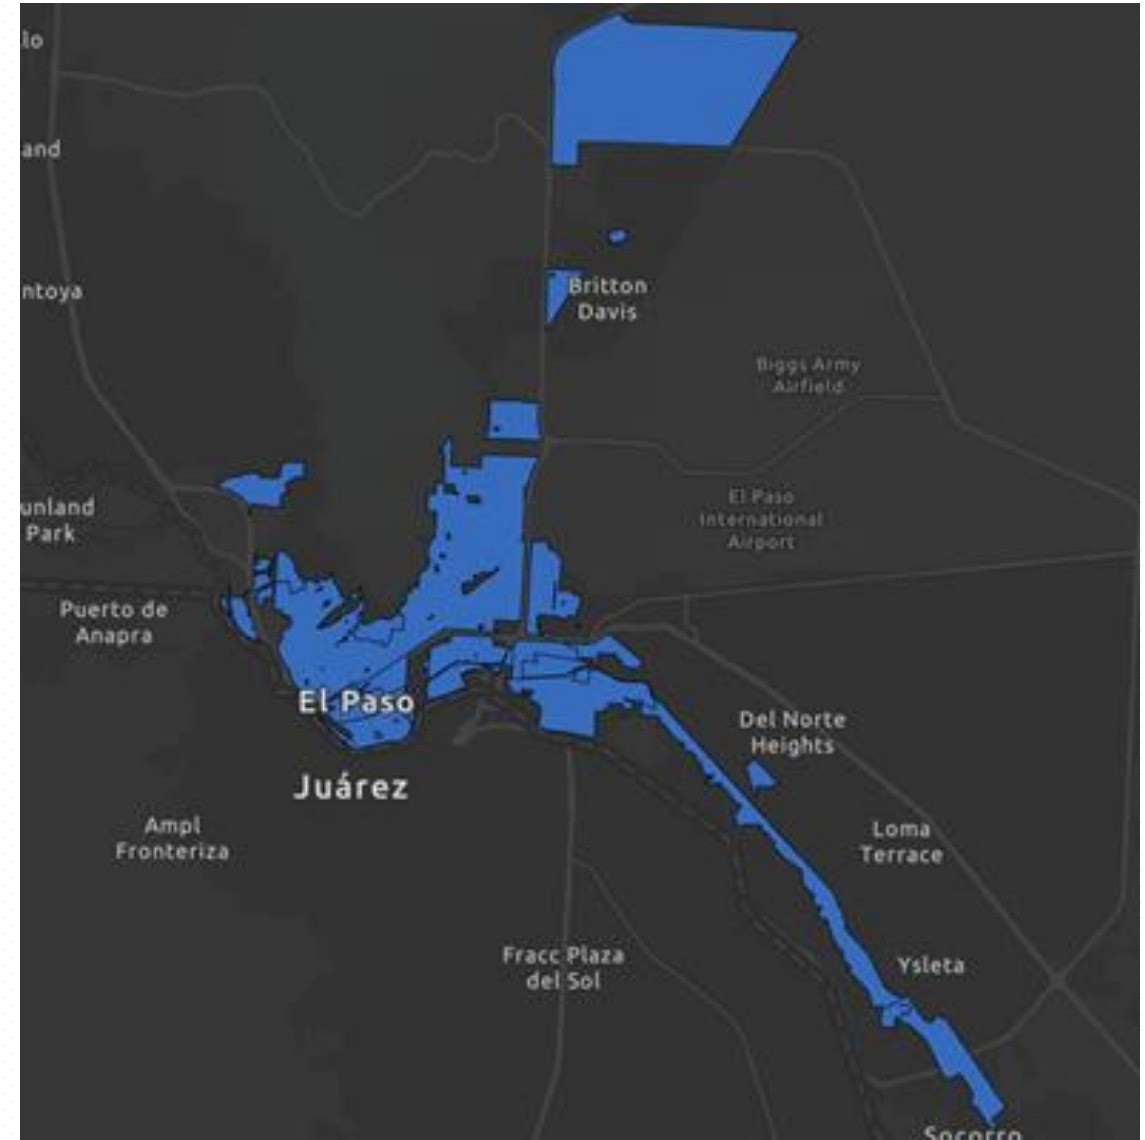 lo
and
ntoya
Britton
Davis
Biggs Army
Airfield
El Paso
International
Airport
unland
Park
Puerto de
Anapra
El Paso
Del Norte
Heights
Juárez
Ampl
Fronteriza
Loma
Terrace
Fracc Plaza
del Sol
Ysleta
Socorro